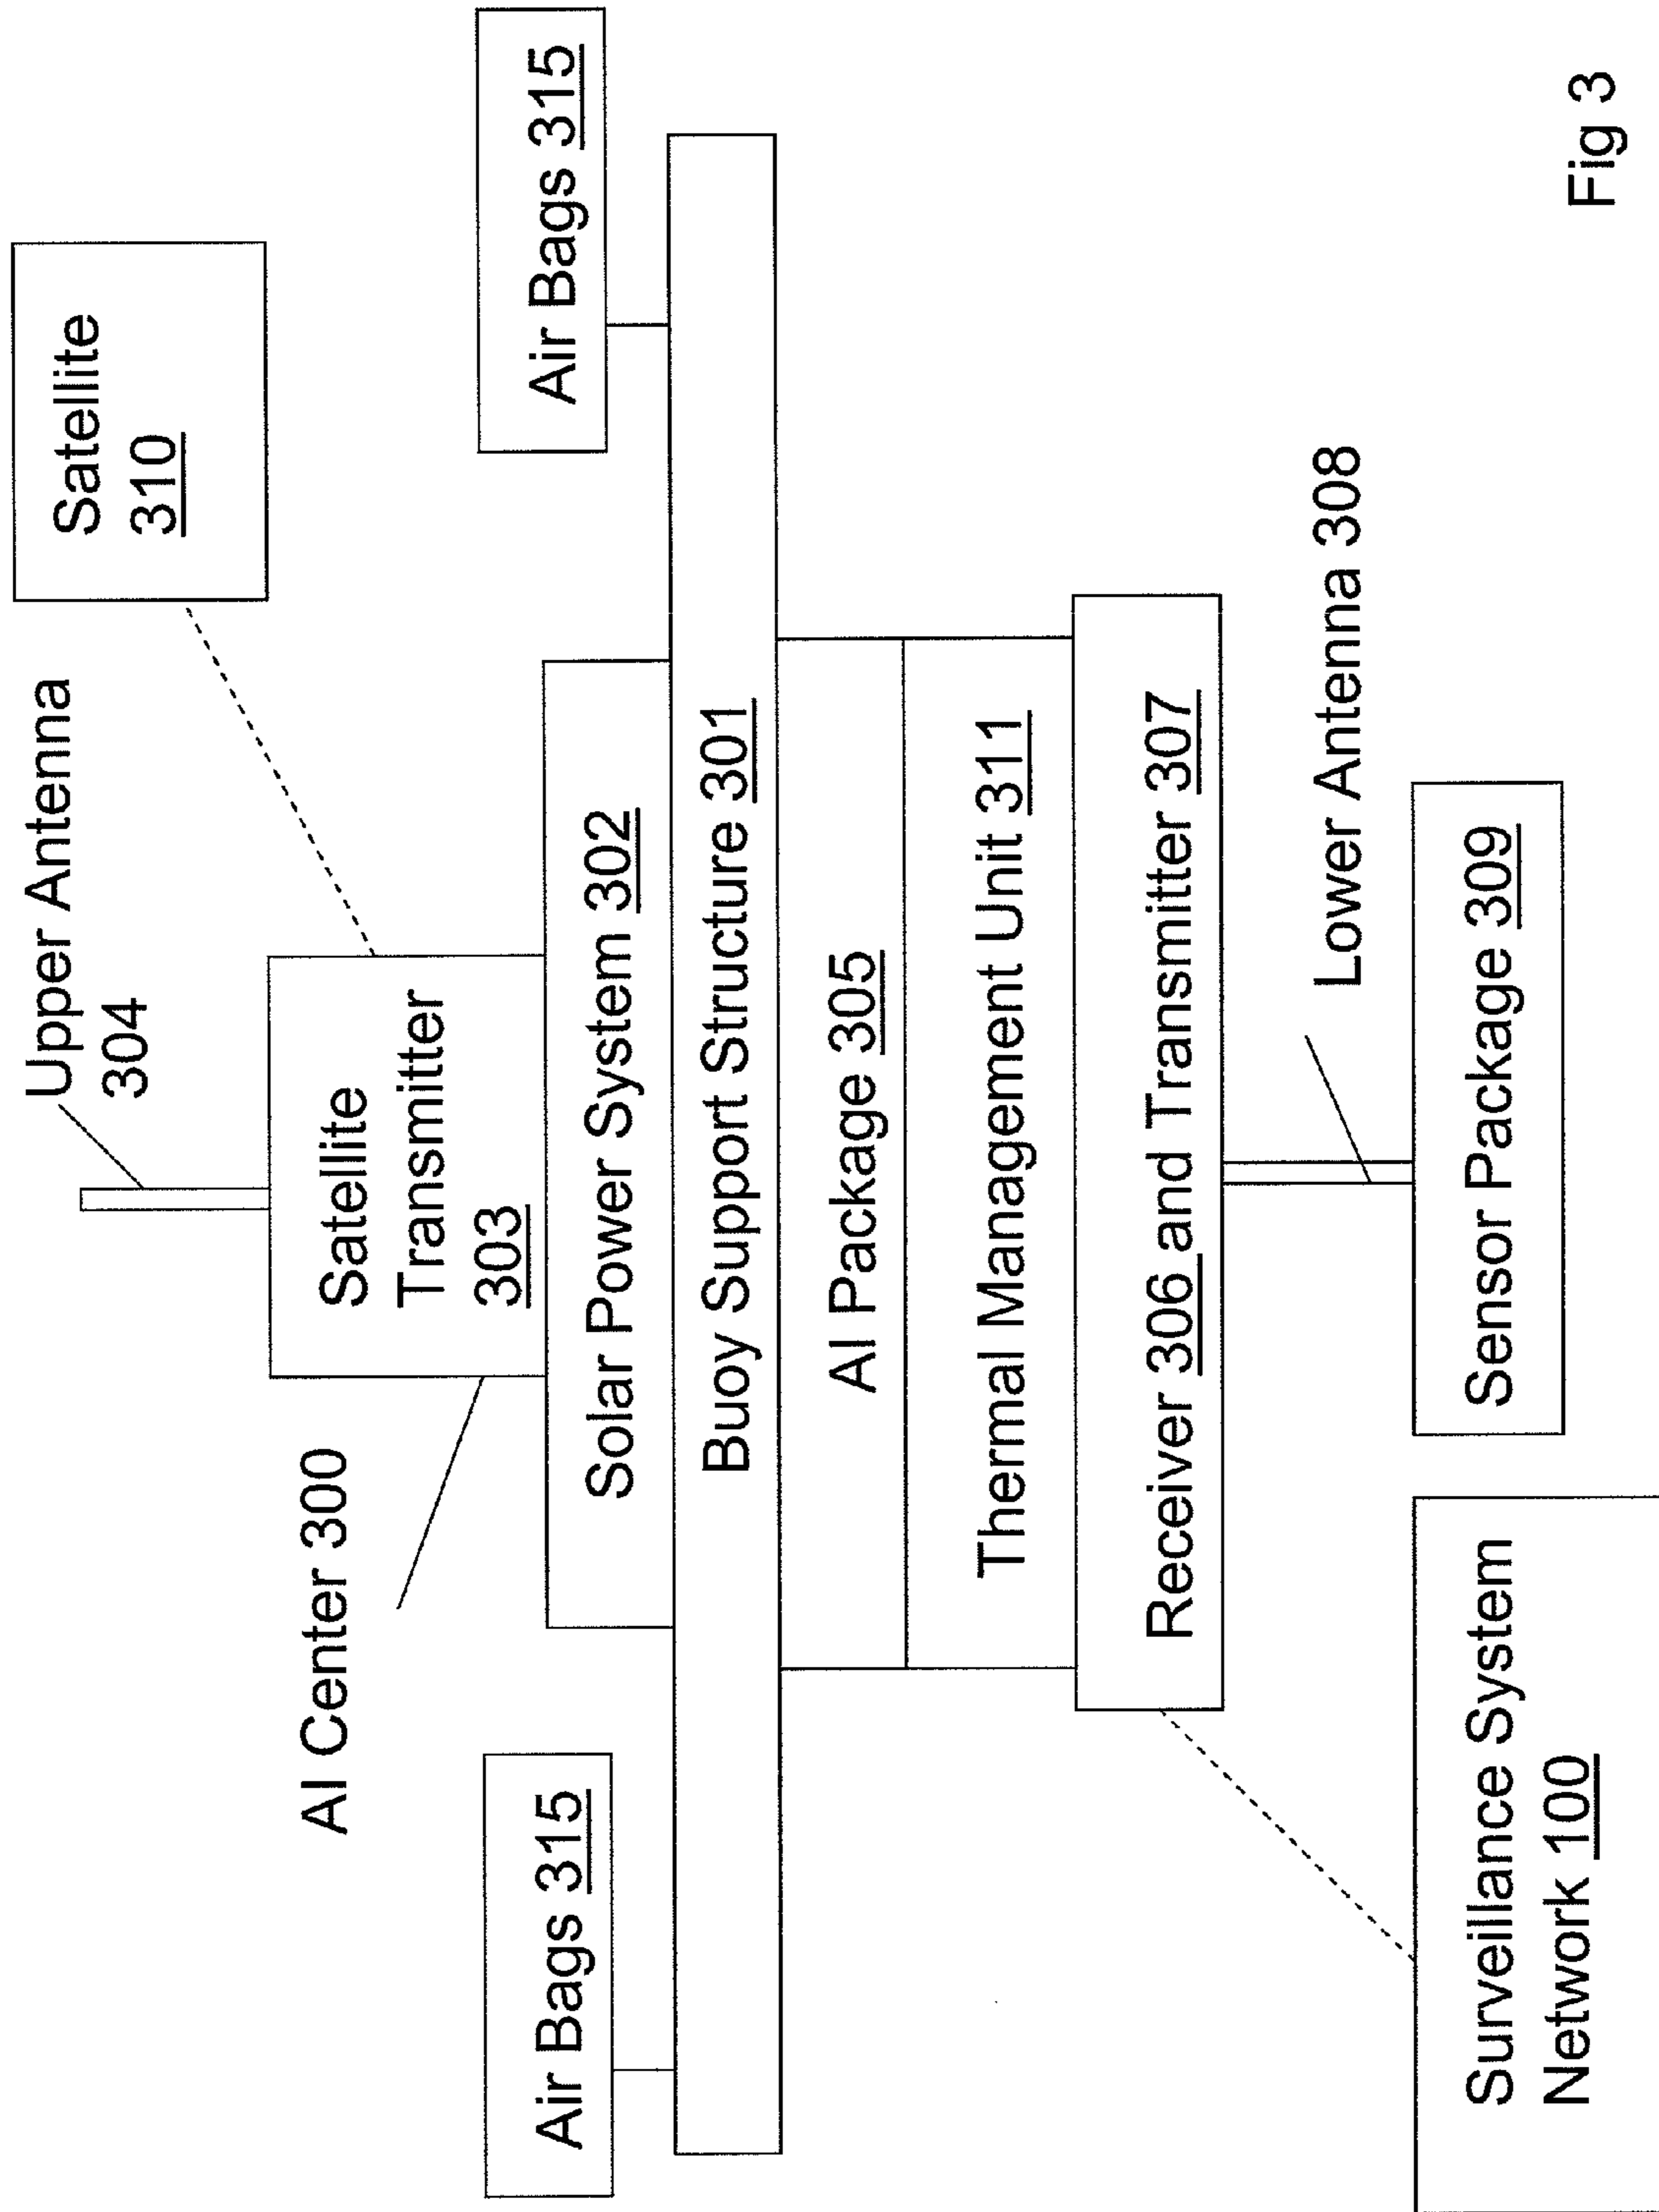 Upper Antenna
304
Satellite
310
AI Center 300
Satellite
Transmitter
303
Air Bags 315
Air Bags 315
Solar Power System 302
Buoy Support Structure 301
AI Package 305
Thermal Management Unit 311
Receiver 306 and Transmitter 307
Lower Antenna 308
Surveillance System
Network 100
Sensor Package 309
Fig 3